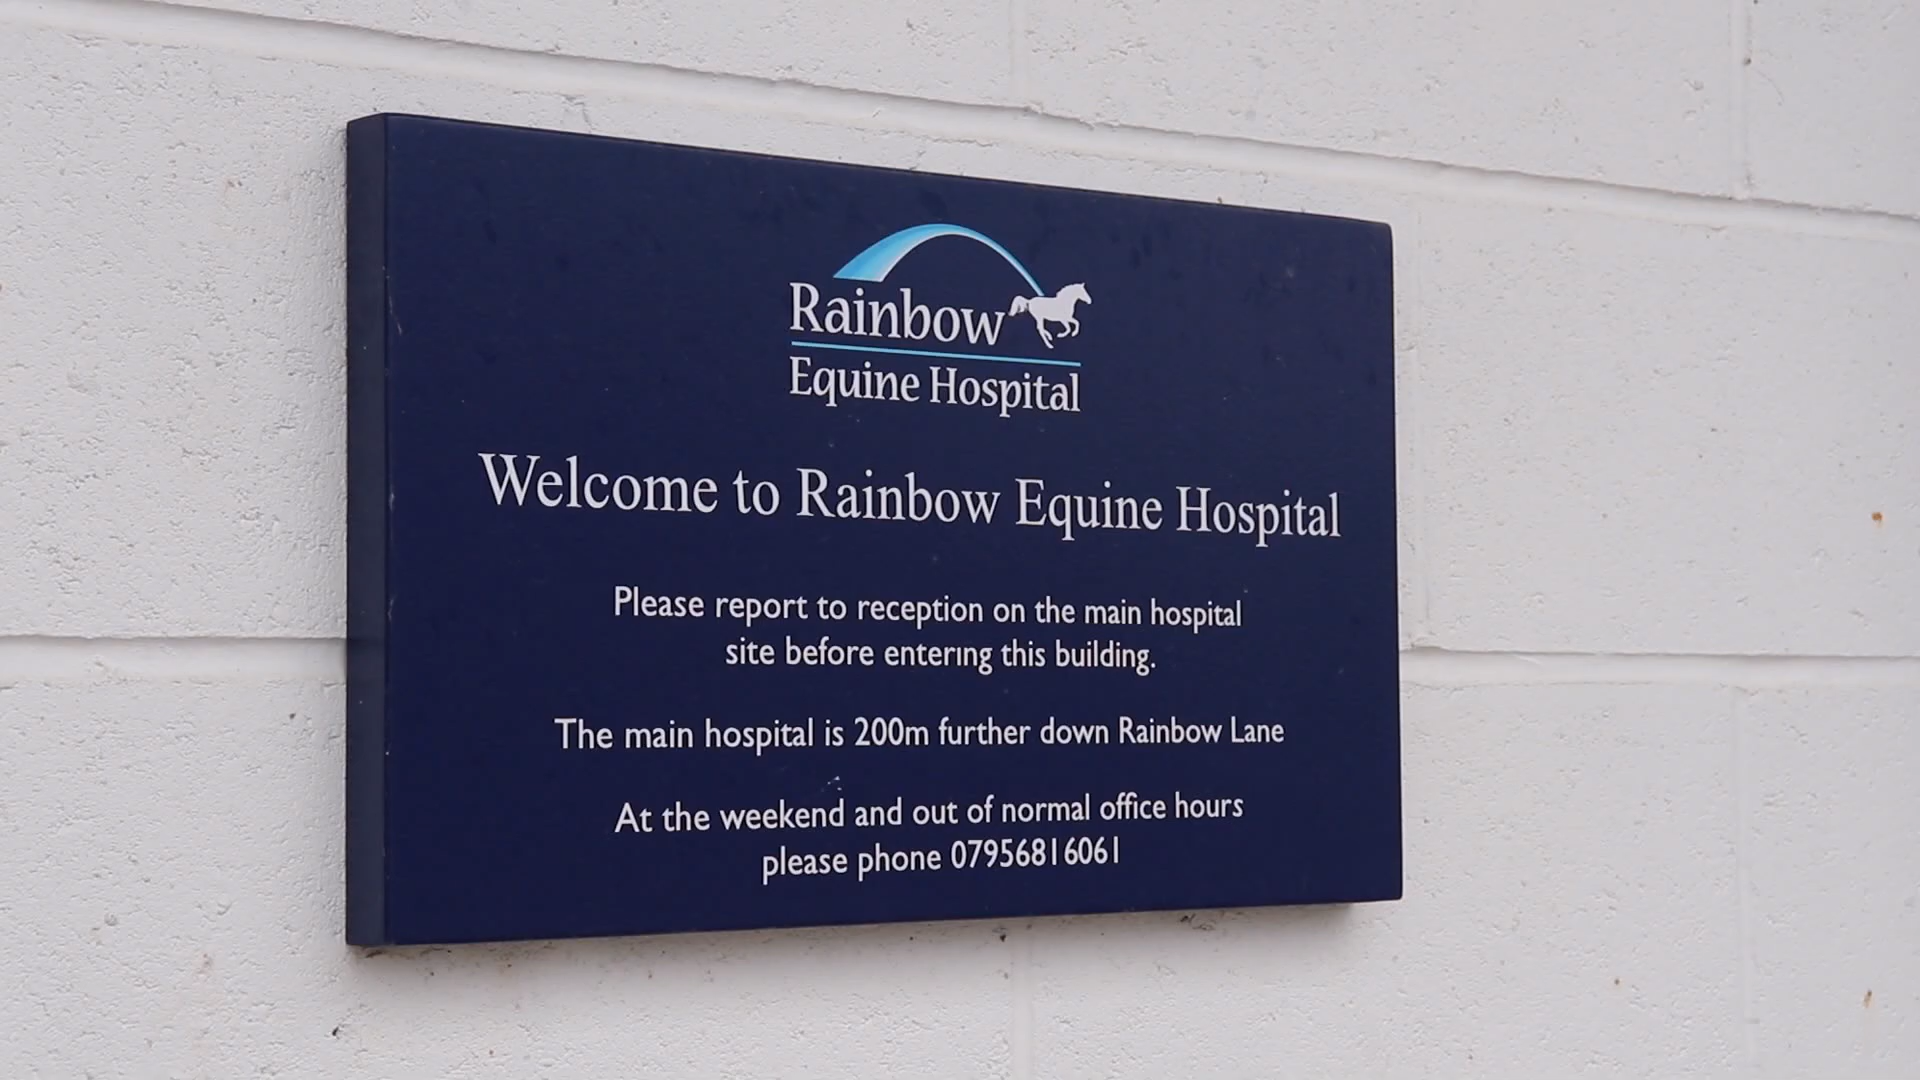 Rainbow
Equine Hospital
Welcome to Rainbow Equine Hospital
Please report to reception on the main hospital
site before entering this building.
The main hospital is 200m further down Rainbow Lane
At the weekend and out of normal office hours
please phone 07956816061